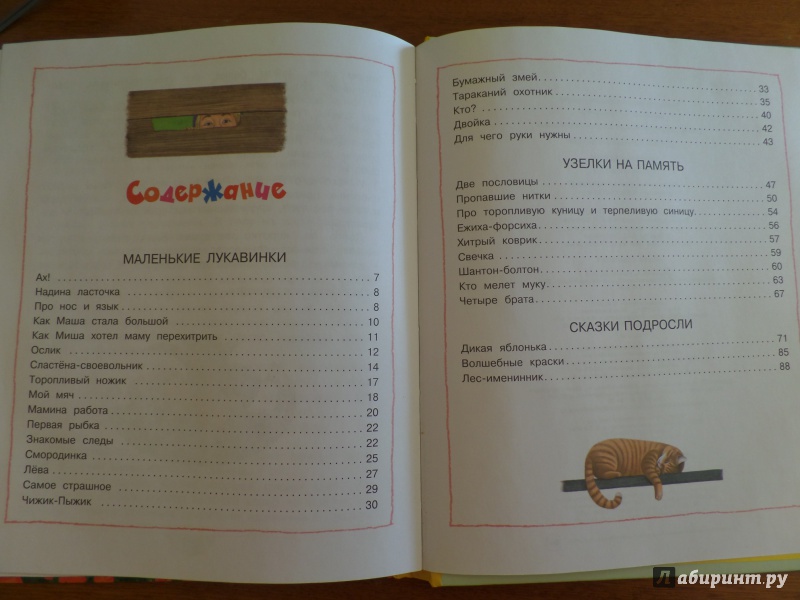 Содержание
МАЛЕНЬКИЕ ЛУКАВИНКИ
Ах! 7
Надина ласточка 8
Про нос и язык 8
Как Маша стала большой 10
Как Миша хотел маму перехитрить 11
Ослик 12
Сластёна-своевольник 14
Торопливый ножик 17
Мой мяч 18
Мамина работа 20
Первая рыбка 22
Знакомые следы 22
Смородинка 25
Лёва 27
Самое страшное 29
Чижик-Пыжик 30
Бумажный змей 33
Тараканий охотник 35
Кто? 40
Двойка 42
Для чего руки нужны 43
УЗЕЛКИ НА ПАМЯТЬ
Две пословицы 47
Пропавшие нитки 50
Про торопливую куницу и терпеливую синицу 54
Ежиха-форсиха 56
Хитрый коврик 57
Свечка 59
Шантон-болтон 60
Кто мелет муку 63
Четыре брата 67
СКАЗКИ ПОДРОСЛИ
Дикая яблонька 71
Волшебные краски 85
Лес-именинник 88
Лабиринт.ру